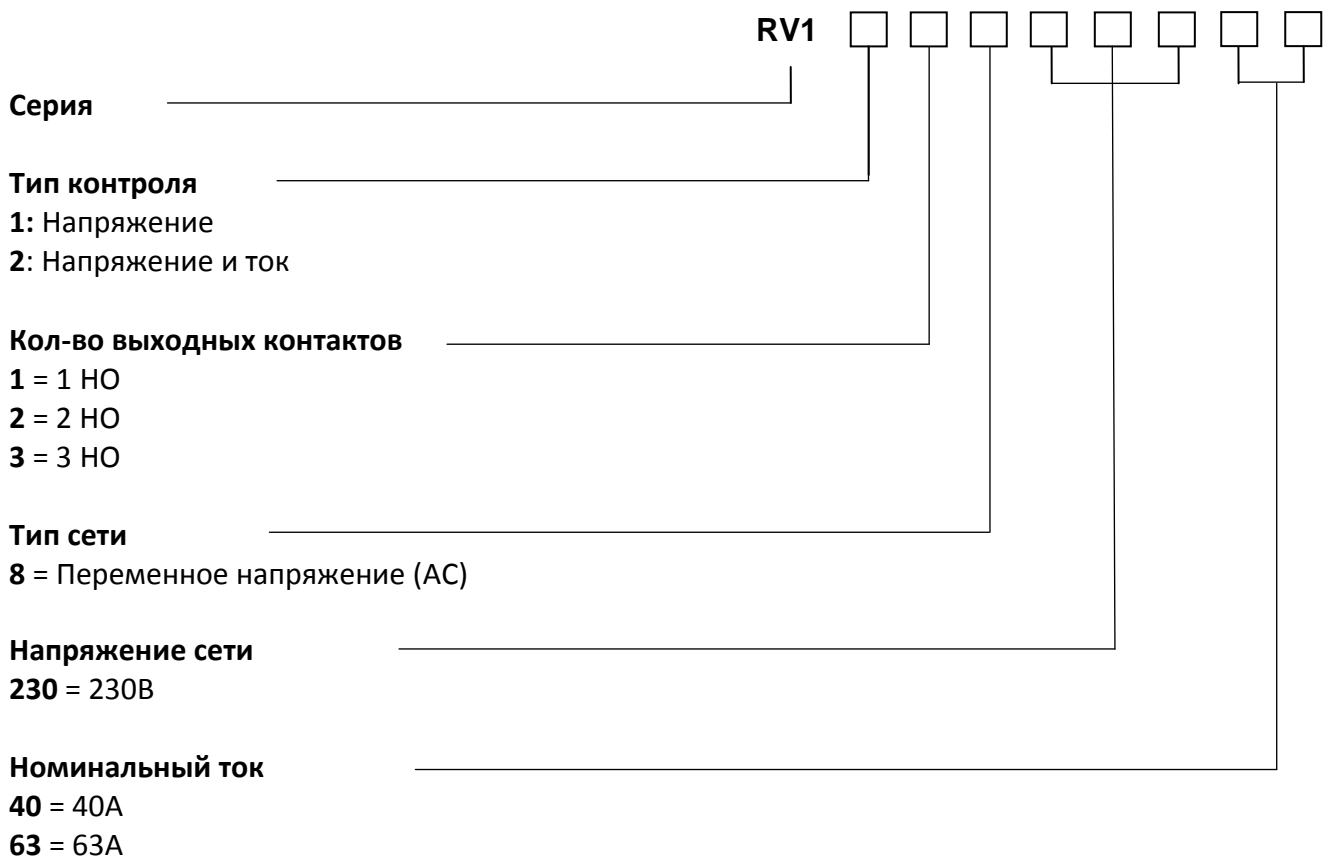 RV1
Серия
Тип контроля
1: Напряжение
2: Напряжение и ток
Кол-во выходных контактов
1 = 1 НО
2 = 2 НО
3 = 3 НО
Тип сети
8 = Переменное напряжение (AC)
Напряжение сети
230 = 230В
Номинальный ток
40 = 40А
63 = 63А